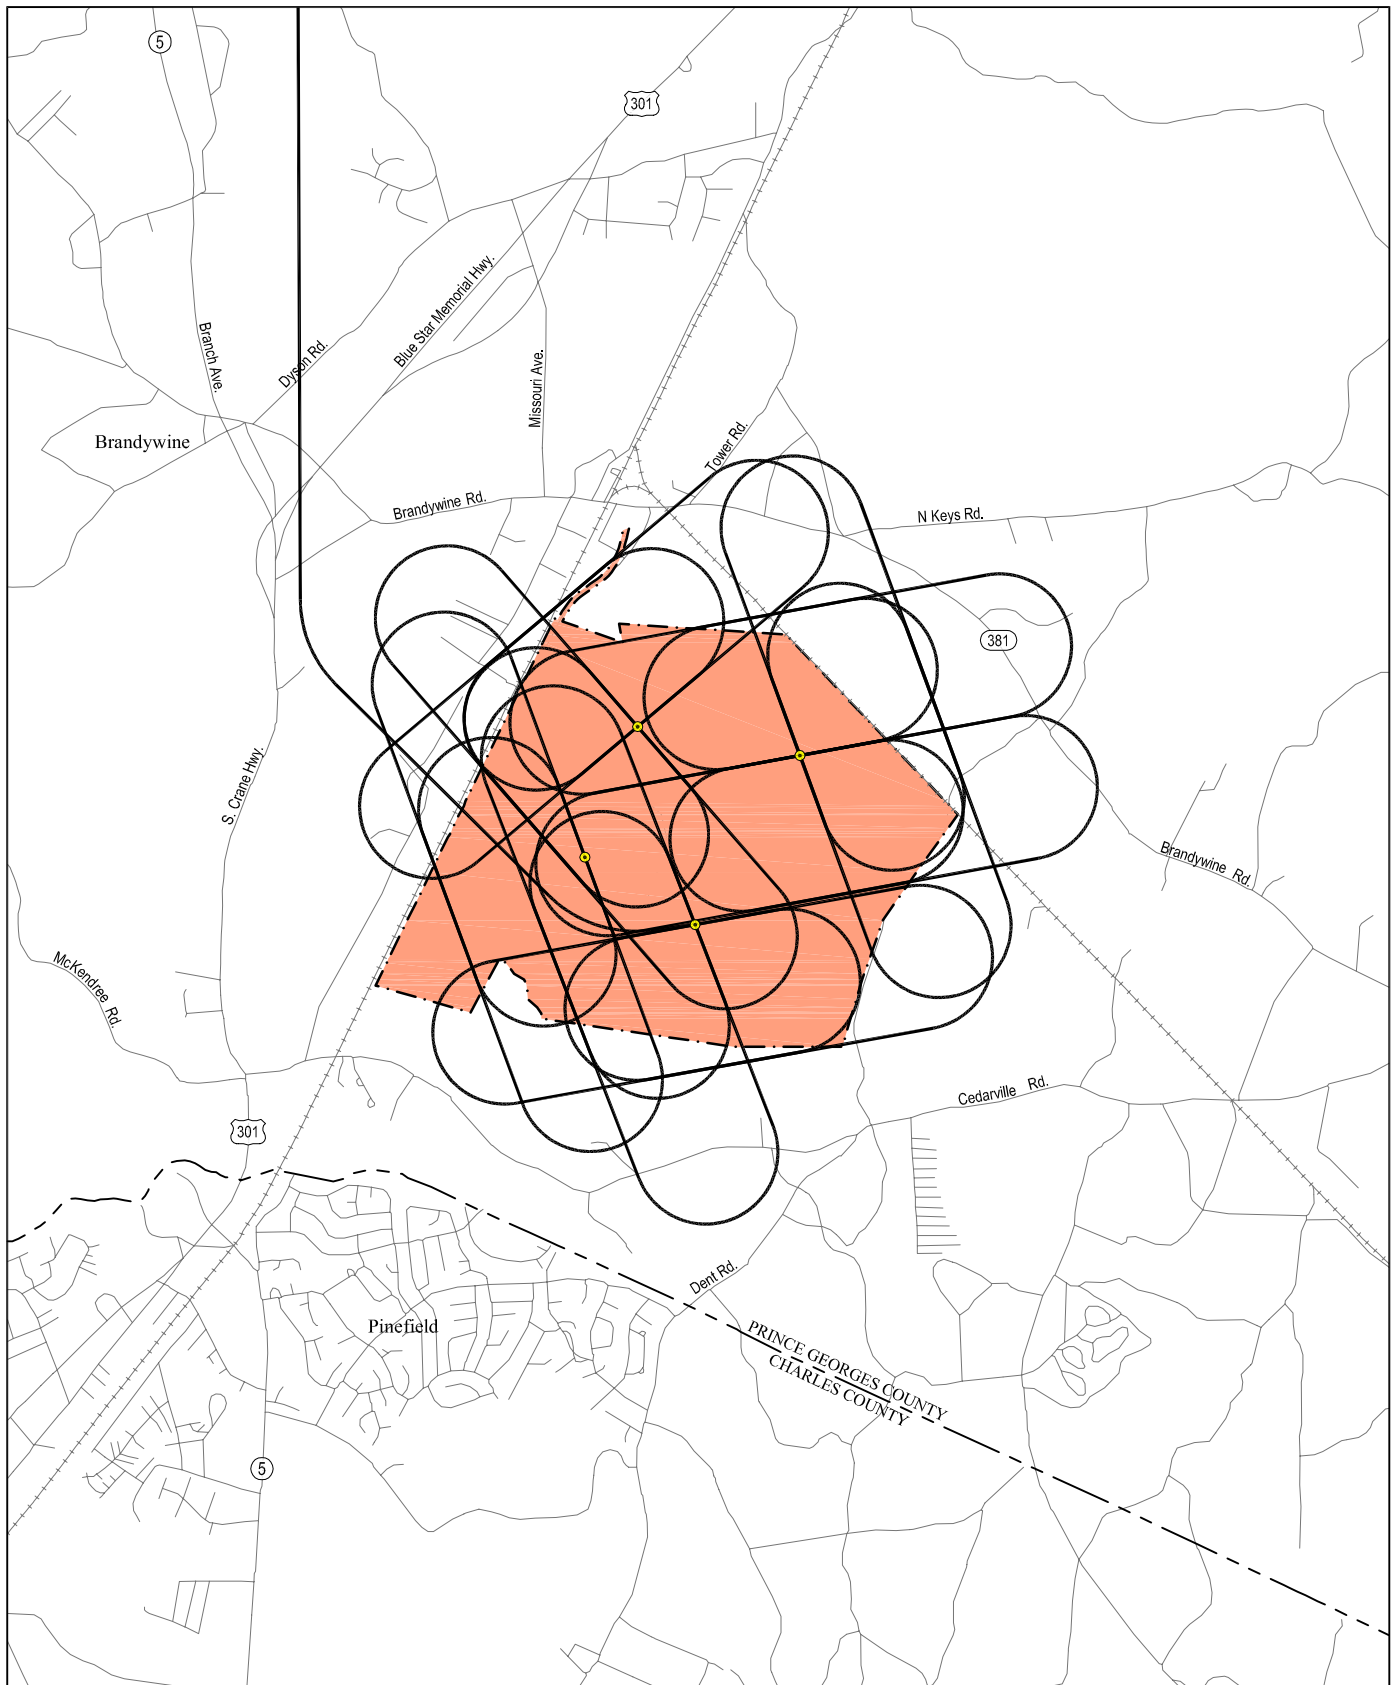 5
301
Blue Star Memorial Hwy.
Branch Ave.
Dyson Rd.
Missouri Ave.
Brandywine
Tower Rd.
Brandywine Rd.
N Keys Rd.
381
S. Crane Hwy.
Brandywine Rd.
McKendree Rd.
Cedarville Rd.
301
Dent Rd.
Pinefield
PRINCE GEORGES COUNTY
CHARLES COUNTY
5